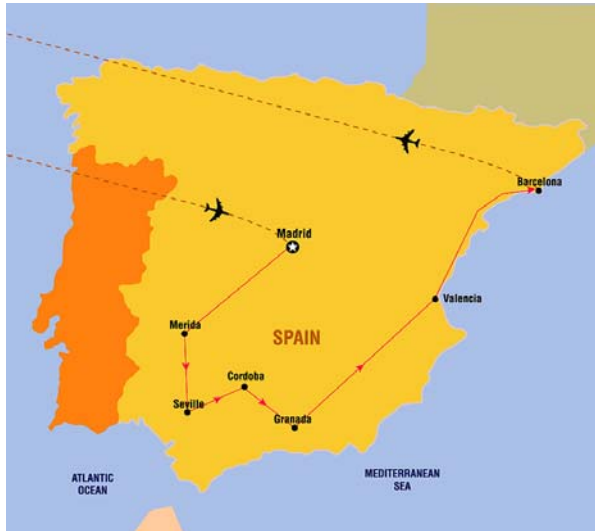 Barcelona
Madrid
Valencia
Merida
SPAIN
Cordoba
Seville
Granada
ATLANTIC
OCEAN
MEDITERRANEAN
SEA